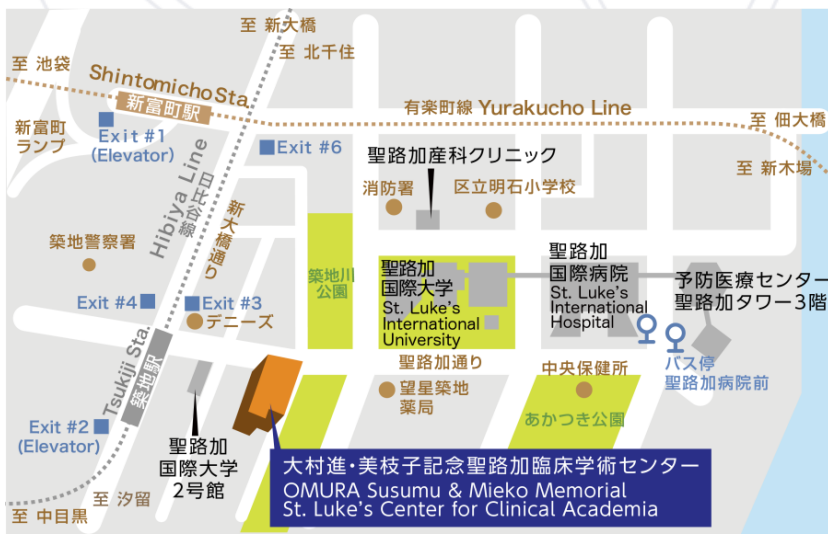 至 新大橋
至 北千住
至 池袋
Shintomicho Sta.
新富町駅
有楽町線 Yurakucho Line
至 佃大橋
至 新木場
新富町
ランプ
Exit #1
(Elevator)
Exit #6
聖路加産科クリニック
消防署
区立明石小学校
Hibiya Line
日比谷線
新大橋通り
築地警察署
築地川
公園
聖路加
国際大学
St. Luke's
International
University
聖路加
国際病院
St. Luke's
International
Hospital
予防医療センター
聖路加タワー3階
Exit #4
Exit #3
デニーズ
Tsukiji Sta.
築地駅
聖路加通り
バス停
聖路加病院前
望星築地
薬局
中央保健所
あかつき公園
Exit #2
(Elevator)
聖路加
国際大学
2号館
大村進・美枝子記念聖路加臨床学術センター
OMURA Susumu & Mieko Memorial
St. Luke's Center for Clinical Academia
至 汐留
至 中目黒